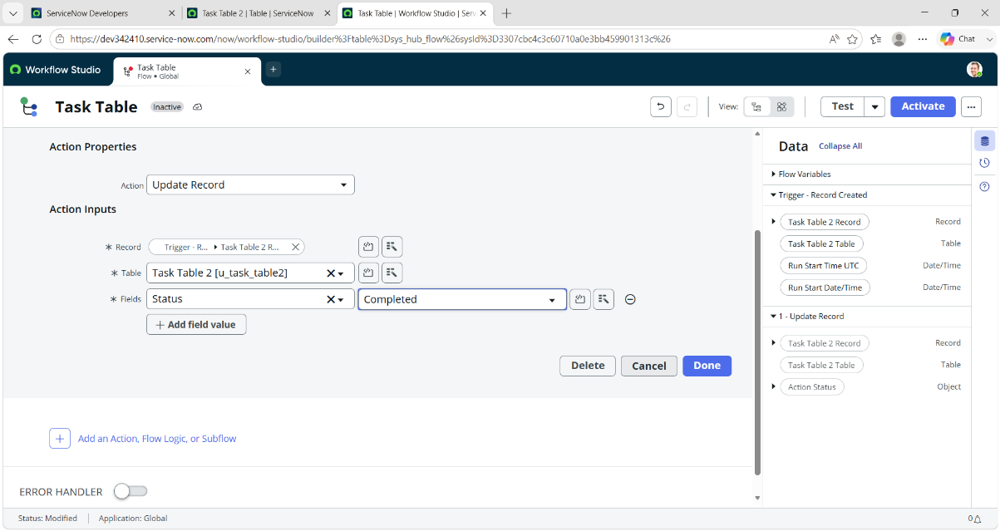 ServiceNow Developers
Task Table 2 | Table | ServiceNow
Task Table | Workflow Studio | Serv
https://dev342410.service-now.com/now/workflow-studio/builder%3Ftable%3Dsys_hub_flow%26sysId%3D3307cbc4c3c60710a0e3bb459901313c%26
Chat
Workflow Studio
Task Table
Flow • Global
Task Table
Inactive
View:
Test
Activate
Action Properties
Action
Update Record
Action Inputs
* Record
Trigger - R... ▸ Task Table 2 R...
* Table
Task Table 2 [u_task_table2]
* Fields
Status
Completed
+ Add field value
Delete
Cancel
Done
Add an Action, Flow Logic, or Subflow
ERROR HANDLER
Status: Modified
Application: Global
Data
Collapse All
Flow Variables
Trigger - Record Created
Task Table 2 Record
Record
Task Table 2 Table
Table
Run Start Time UTC
Date/Time
Run Start Date/Time
Date/Time
1 - Update Record
Task Table 2 Record
Record
Task Table 2 Table
Table
Action Status
Object
0